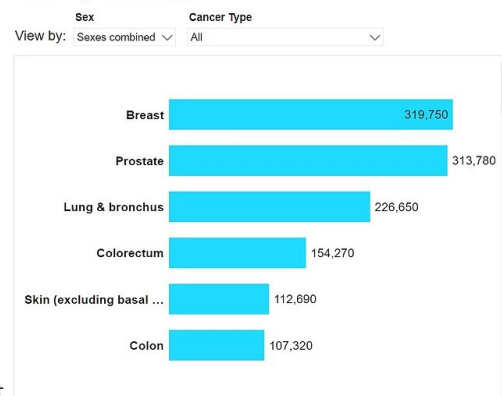 Sex Cancer Type
View by: Sexes combined All
Breast 319,750
Prostate 313,780
Lung & bronchus 226,650
Colorectum 154,270
Skin (excluding basal ... 112,690
Colon 107,320